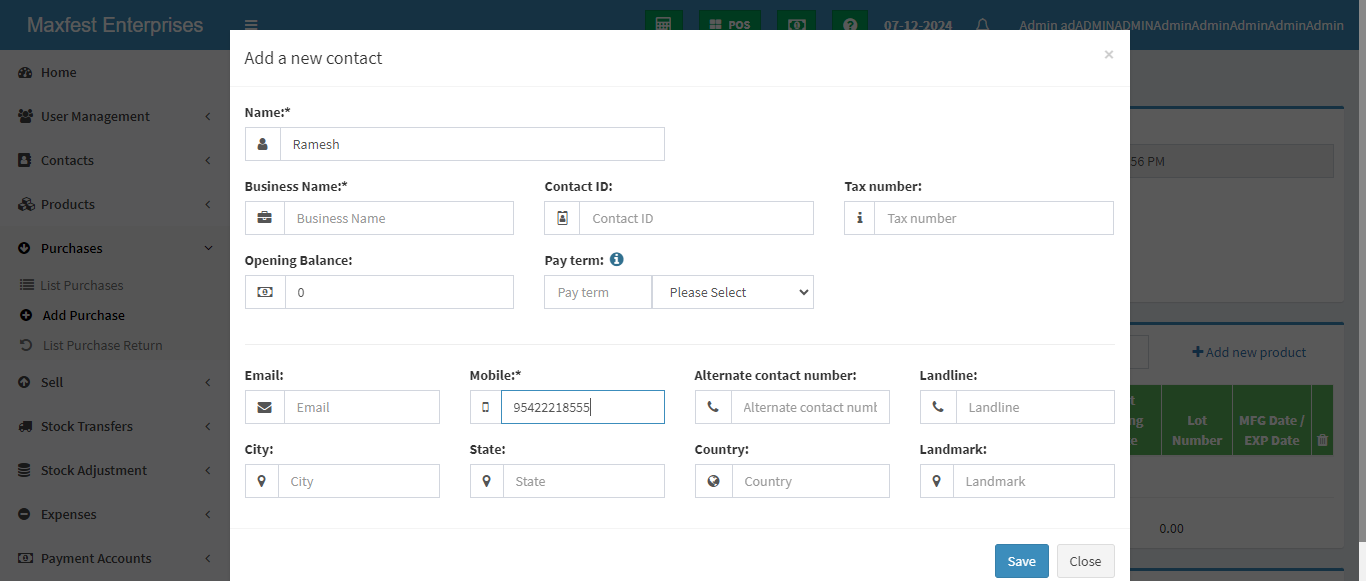 Maxfest Enterprises
POS
07-12-2024
Admin adADMINADMINAdminAdminAdminAdminAdmin
Home
User Management
Contacts
Products
Purchases
List Purchases
Add Purchase
List Purchase Return
Sell
Stock Transfers
Stock Adjustment
Expenses
Payment Accounts
Add a new contact
×
Name:*
Ramesh
Business Name:* Contact ID: Tax number:
Business Name Contact ID Tax number
Opening Balance: Pay term:
0 Pay term Please Select
Email: Mobile:* Alternate contact number: Landline:
Email 95422218555 Alternate contact numb Landline
City: State: Country: Landmark:
City State Country Landmark
Save Close
56 PM
Add new product
Lot
Number
MFG Date /
EXP Date
0.00